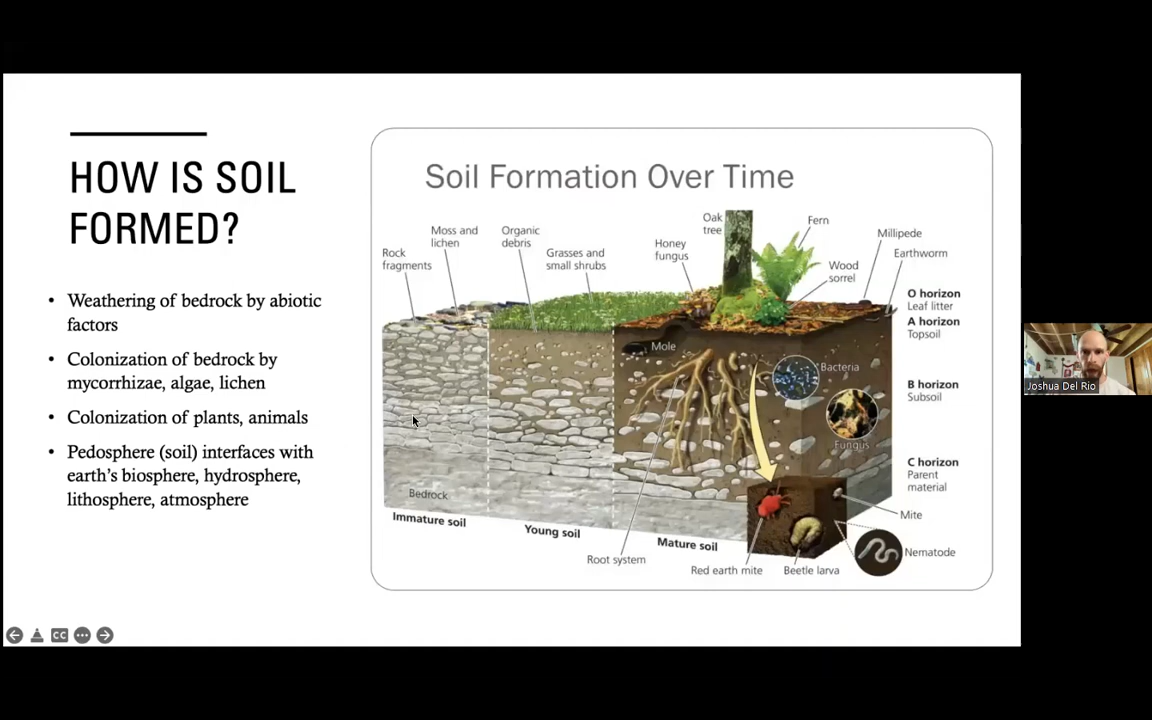 HOW IS SOIL
FORMED?
• Weathering of bedrock by abiotic
factors
• Colonization of bedrock by
mycorrhizae, algae, lichen
• Colonization of plants, animals
• Pedosphere (soil) interfaces with
earth's biosphere, hydrosphere,
lithosphere, atmosphere
Soil Formation Over Time
Rock
fragments
Moss and
lichen
Organic
debris
Grasses and
small shrubs
Honey
fungus
Oak
tree
Fern
Wood
sorrel
Millipede
Earthworm
O horizon
Leaf litter
A horizon
Topsoil
B horizon
Subsoil
C horizon
Parent
material
Mole
Bacteria
Fungus
Bedrock
Immature soil
Young soil
Mature soil
Root system
Red earth mite
Beetle larva
Mite
Nematode
CC
Joshua Del Rio